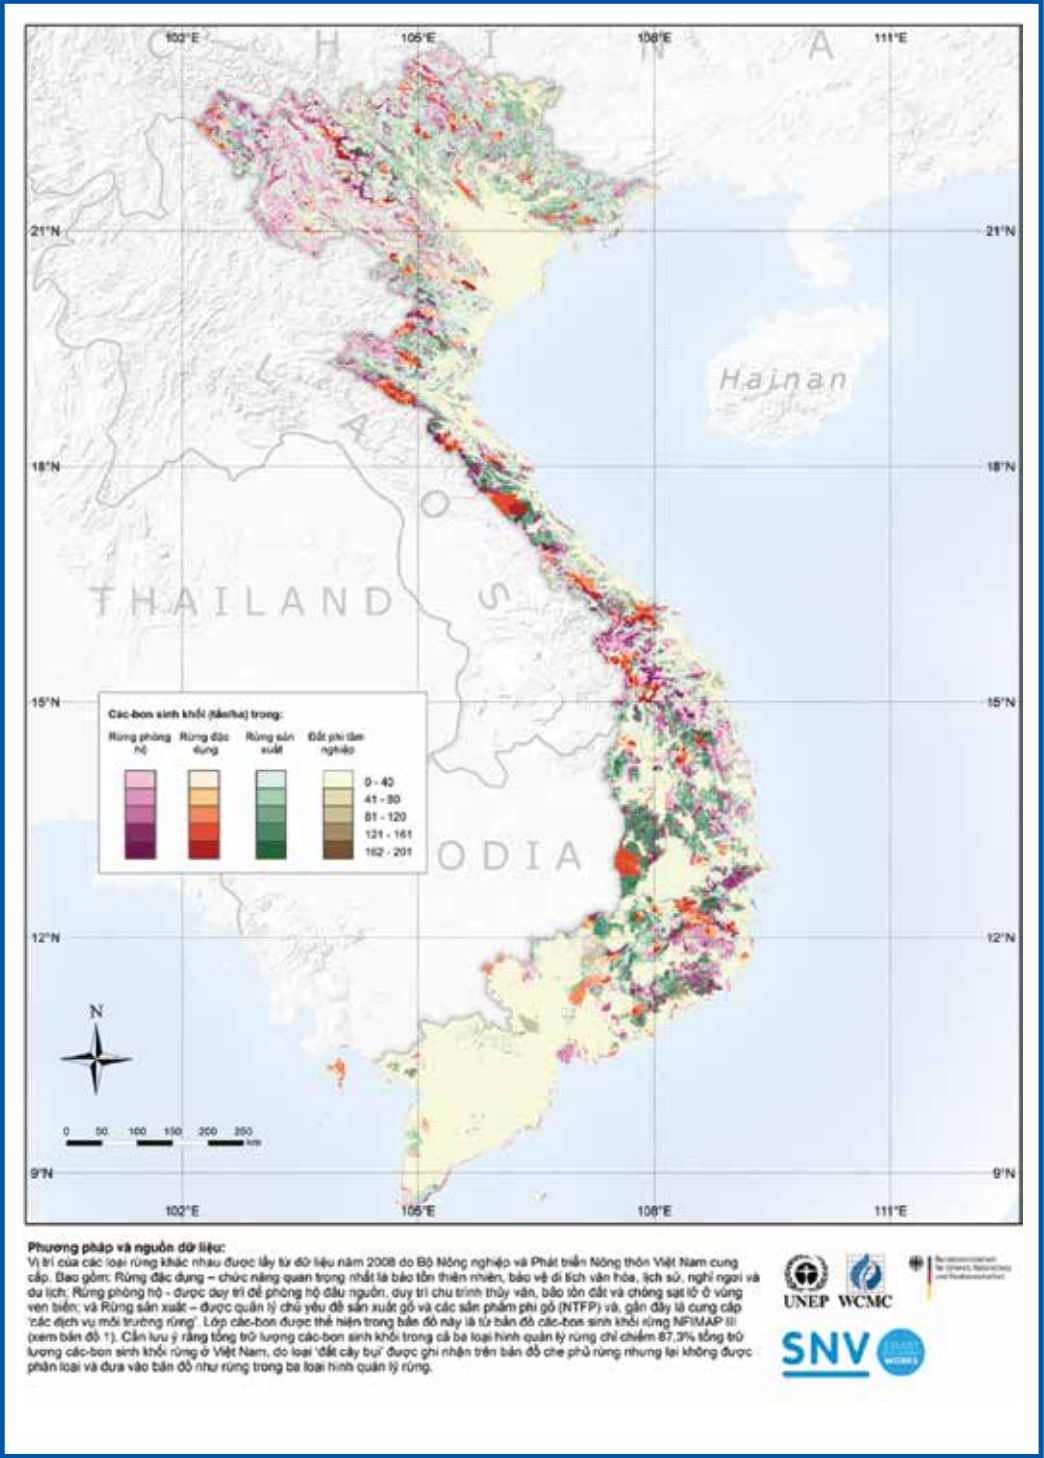 102°E 105°E 108°E 111°E
C H I N A
21°N 21°N
Hainan
L
A
18°N 18°N
O
THAILAND S
15°N 15°N
Các-bon sinh khối (tấn/ha) trong:
Rừng phòng hộ Rừng đặc dụng Rừng sản xuất Đất phi lâm nghiệp
0 - 40
41 - 80
81 - 120
121 - 161
162 - 201
ODIA
12°N 12°N
N
0 50 100 150 200 250 km
9°N 9°N
102°E 105°E 108°E 111°E
Phương pháp và nguồn dữ liệu:
Vị trí của các loại rừng khác nhau được lấy từ dữ liệu năm 2008 do Bộ Nông nghiệp và Phát triển Nông thôn Việt Nam cung
cấp. Bao gồm: Rừng đặc dụng – chức năng quan trọng nhất là bảo tồn thiên nhiên, bảo vệ di tích văn hóa, lịch sử, nghỉ ngơi và
du lịch; Rừng phòng hộ - được duy trì để phòng hộ đầu nguồn, duy trì chu trình thủy văn, bảo tồn đất và chống sạt lở ở vùng
ven biển; và Rừng sản xuất – được quản lý chủ yếu để sản xuất gỗ và các sản phẩm phi gỗ (NTFP) và, gần đây là cung cấp
'các dịch vụ môi trường rừng'. Lớp các-bon được thể hiện trong bản đồ này là từ bản đồ các-bon sinh khối rừng NFIMAP III
(xem bản đồ 1). Cần lưu ý rằng tổng trữ lượng các-bon sinh khối trong cả ba loại hình quản lý rừng chỉ chiếm 87,3% tổng trữ
lượng các-bon sinh khối rừng ở Việt Nam, do loại 'đất cây bụi' được ghi nhận trên bản đồ che phủ rừng nhưng lại không được
phân loại và đưa vào bản đồ như rừng trong ba loại hình quản lý rừng.
UNEP WCMC
SNV
WORKS